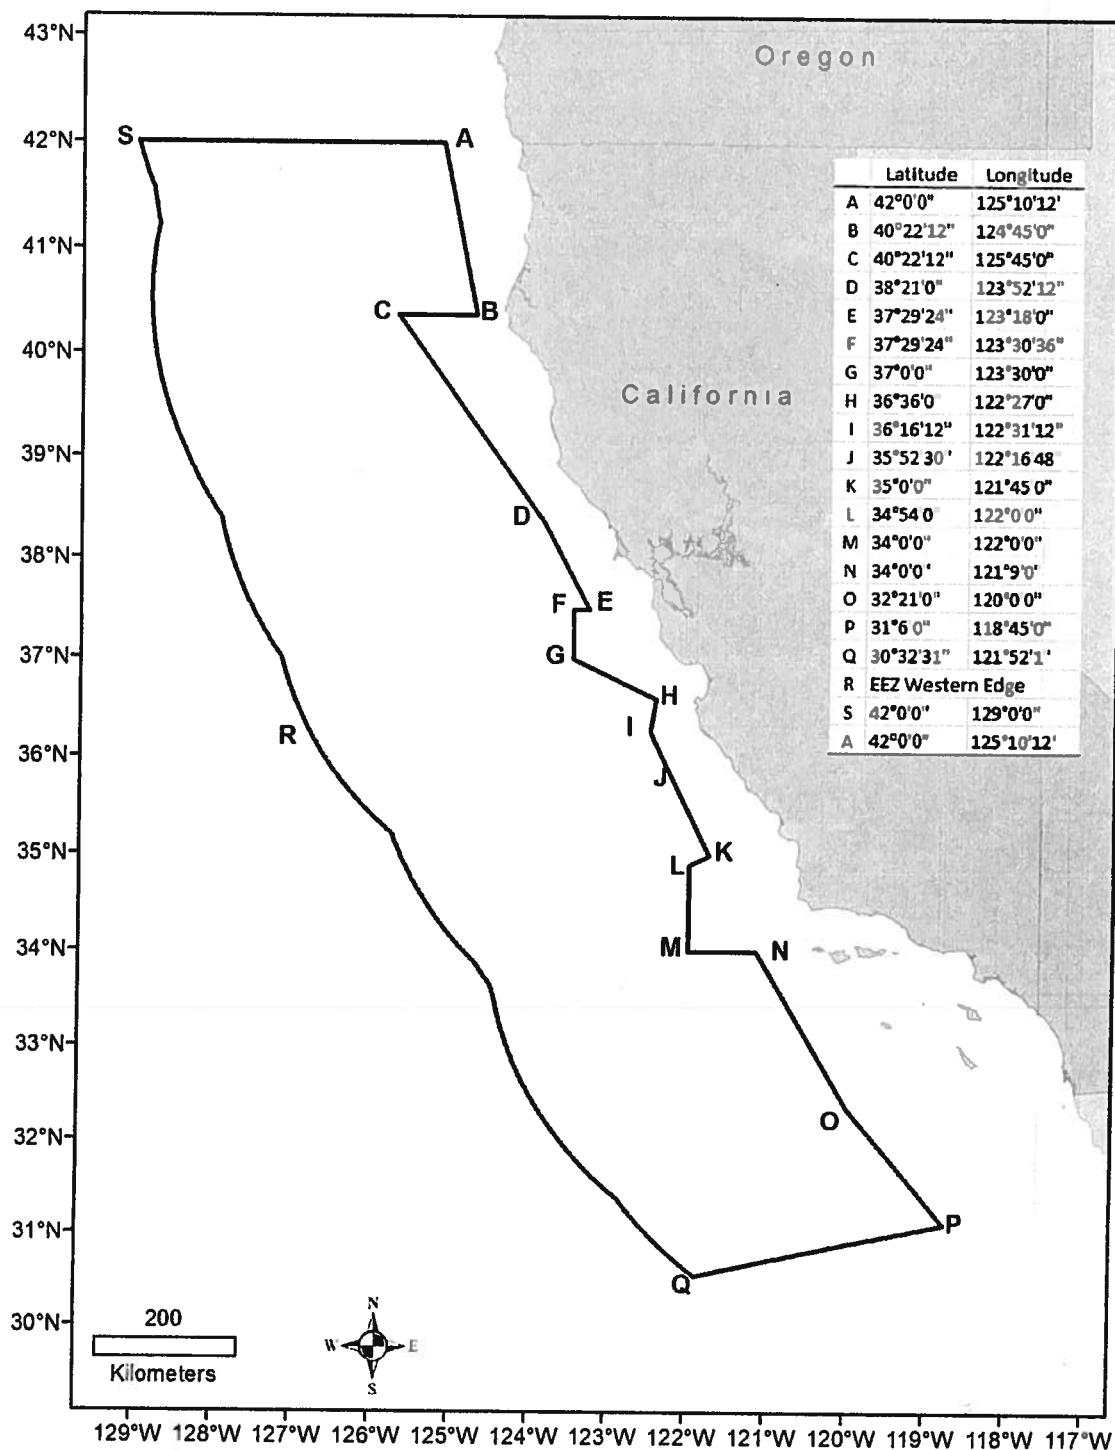 43°N
Oregon
42°N
S
A
Latitude Longitude
A 42°0'0" 125°10'12'
B 40°22'12" 124°45'0"
C 40°22'12" 125°45'0"
D 38°21'0" 123°52'12"
E 37°29'24" 123°18'0"
F 37°29'24" 123°30'36"
G 37°0'0" 123°30'0"
H 36°36'0 122°27'0"
I 36°16'12" 122°31'12"
J 35°52'30' 122°16'48
K 35°0'0" 121°45'0"
L 34°54'0 122°0'0"
M 34°0'0" 122°0'0"
N 34°0'0' 121°9'0'
O 32°21'0" 120°0'0"
P 31°6'0" 118°45'0"
Q 30°32'31" 121°52'1'
R EEZ Western Edge
S 42°0'0" 129°0'0"
A 42°0'0" 125°10'12'
41°N
C
B
40°N
California
39°N
D
38°N
F
E
37°N
G
H
I
R
36°N
J
35°N
K
L
34°N
M
N
33°N
32°N
O
31°N
P
Q
30°N
200
Kilometers
N
W
E
S
129°W 128°W 127°W 126°W 125°W 124°W 123°W 122°W 121°W 120°W 119°W 118°W 117°W